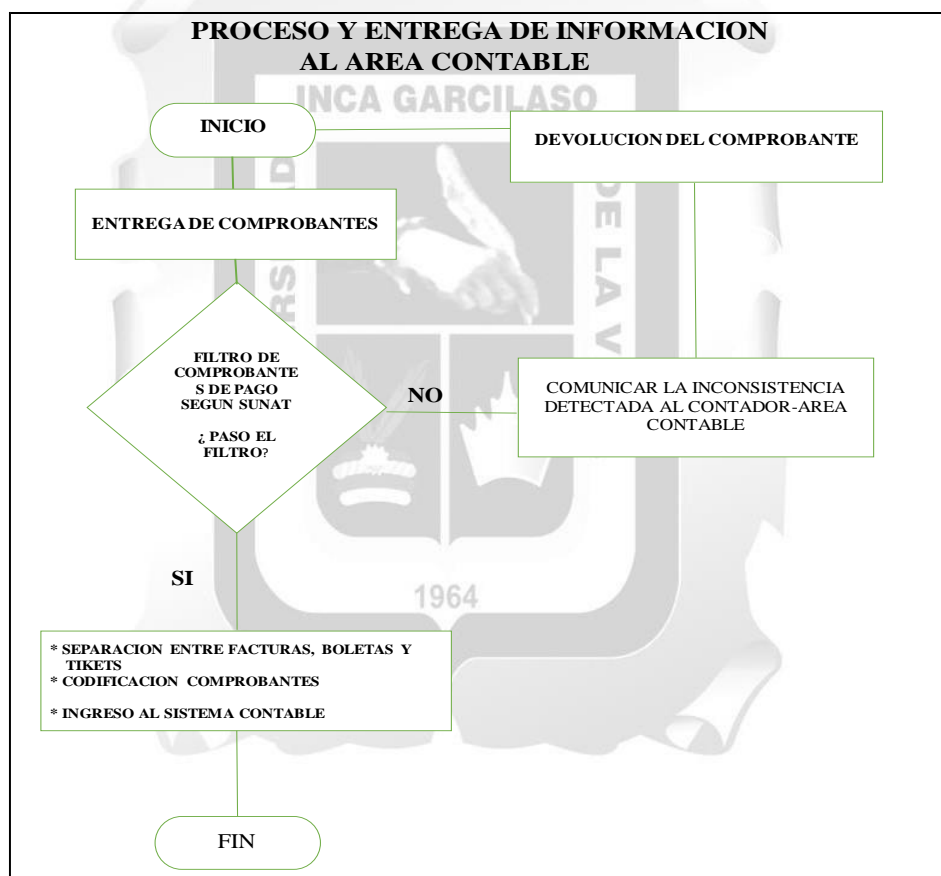 PROCESO Y ENTREGA DE INFORMACION
AL AREA CONTABLE
INCA GARCILASO
INICIO
DEVOLUCION DEL COMPROBANTE
ENTREGA DE COMPROBANTES
DE LA V
FILTRO DE
COMPROBANTE
S DE PAGO
SEGUN SUNAT
¿ PASO EL
FILTRO?
NO
COMUNICAR LA INCONSISTENCIA
DETECTADA AL CONTADOR-AREA
CONTABLE
SI
1964
* SEPARACION ENTRE FACTURAS, BOLETAS Y
TIKETS
* CODIFICACION COMPROBANTES
* INGRESO AL SISTEMA CONTABLE
FIN